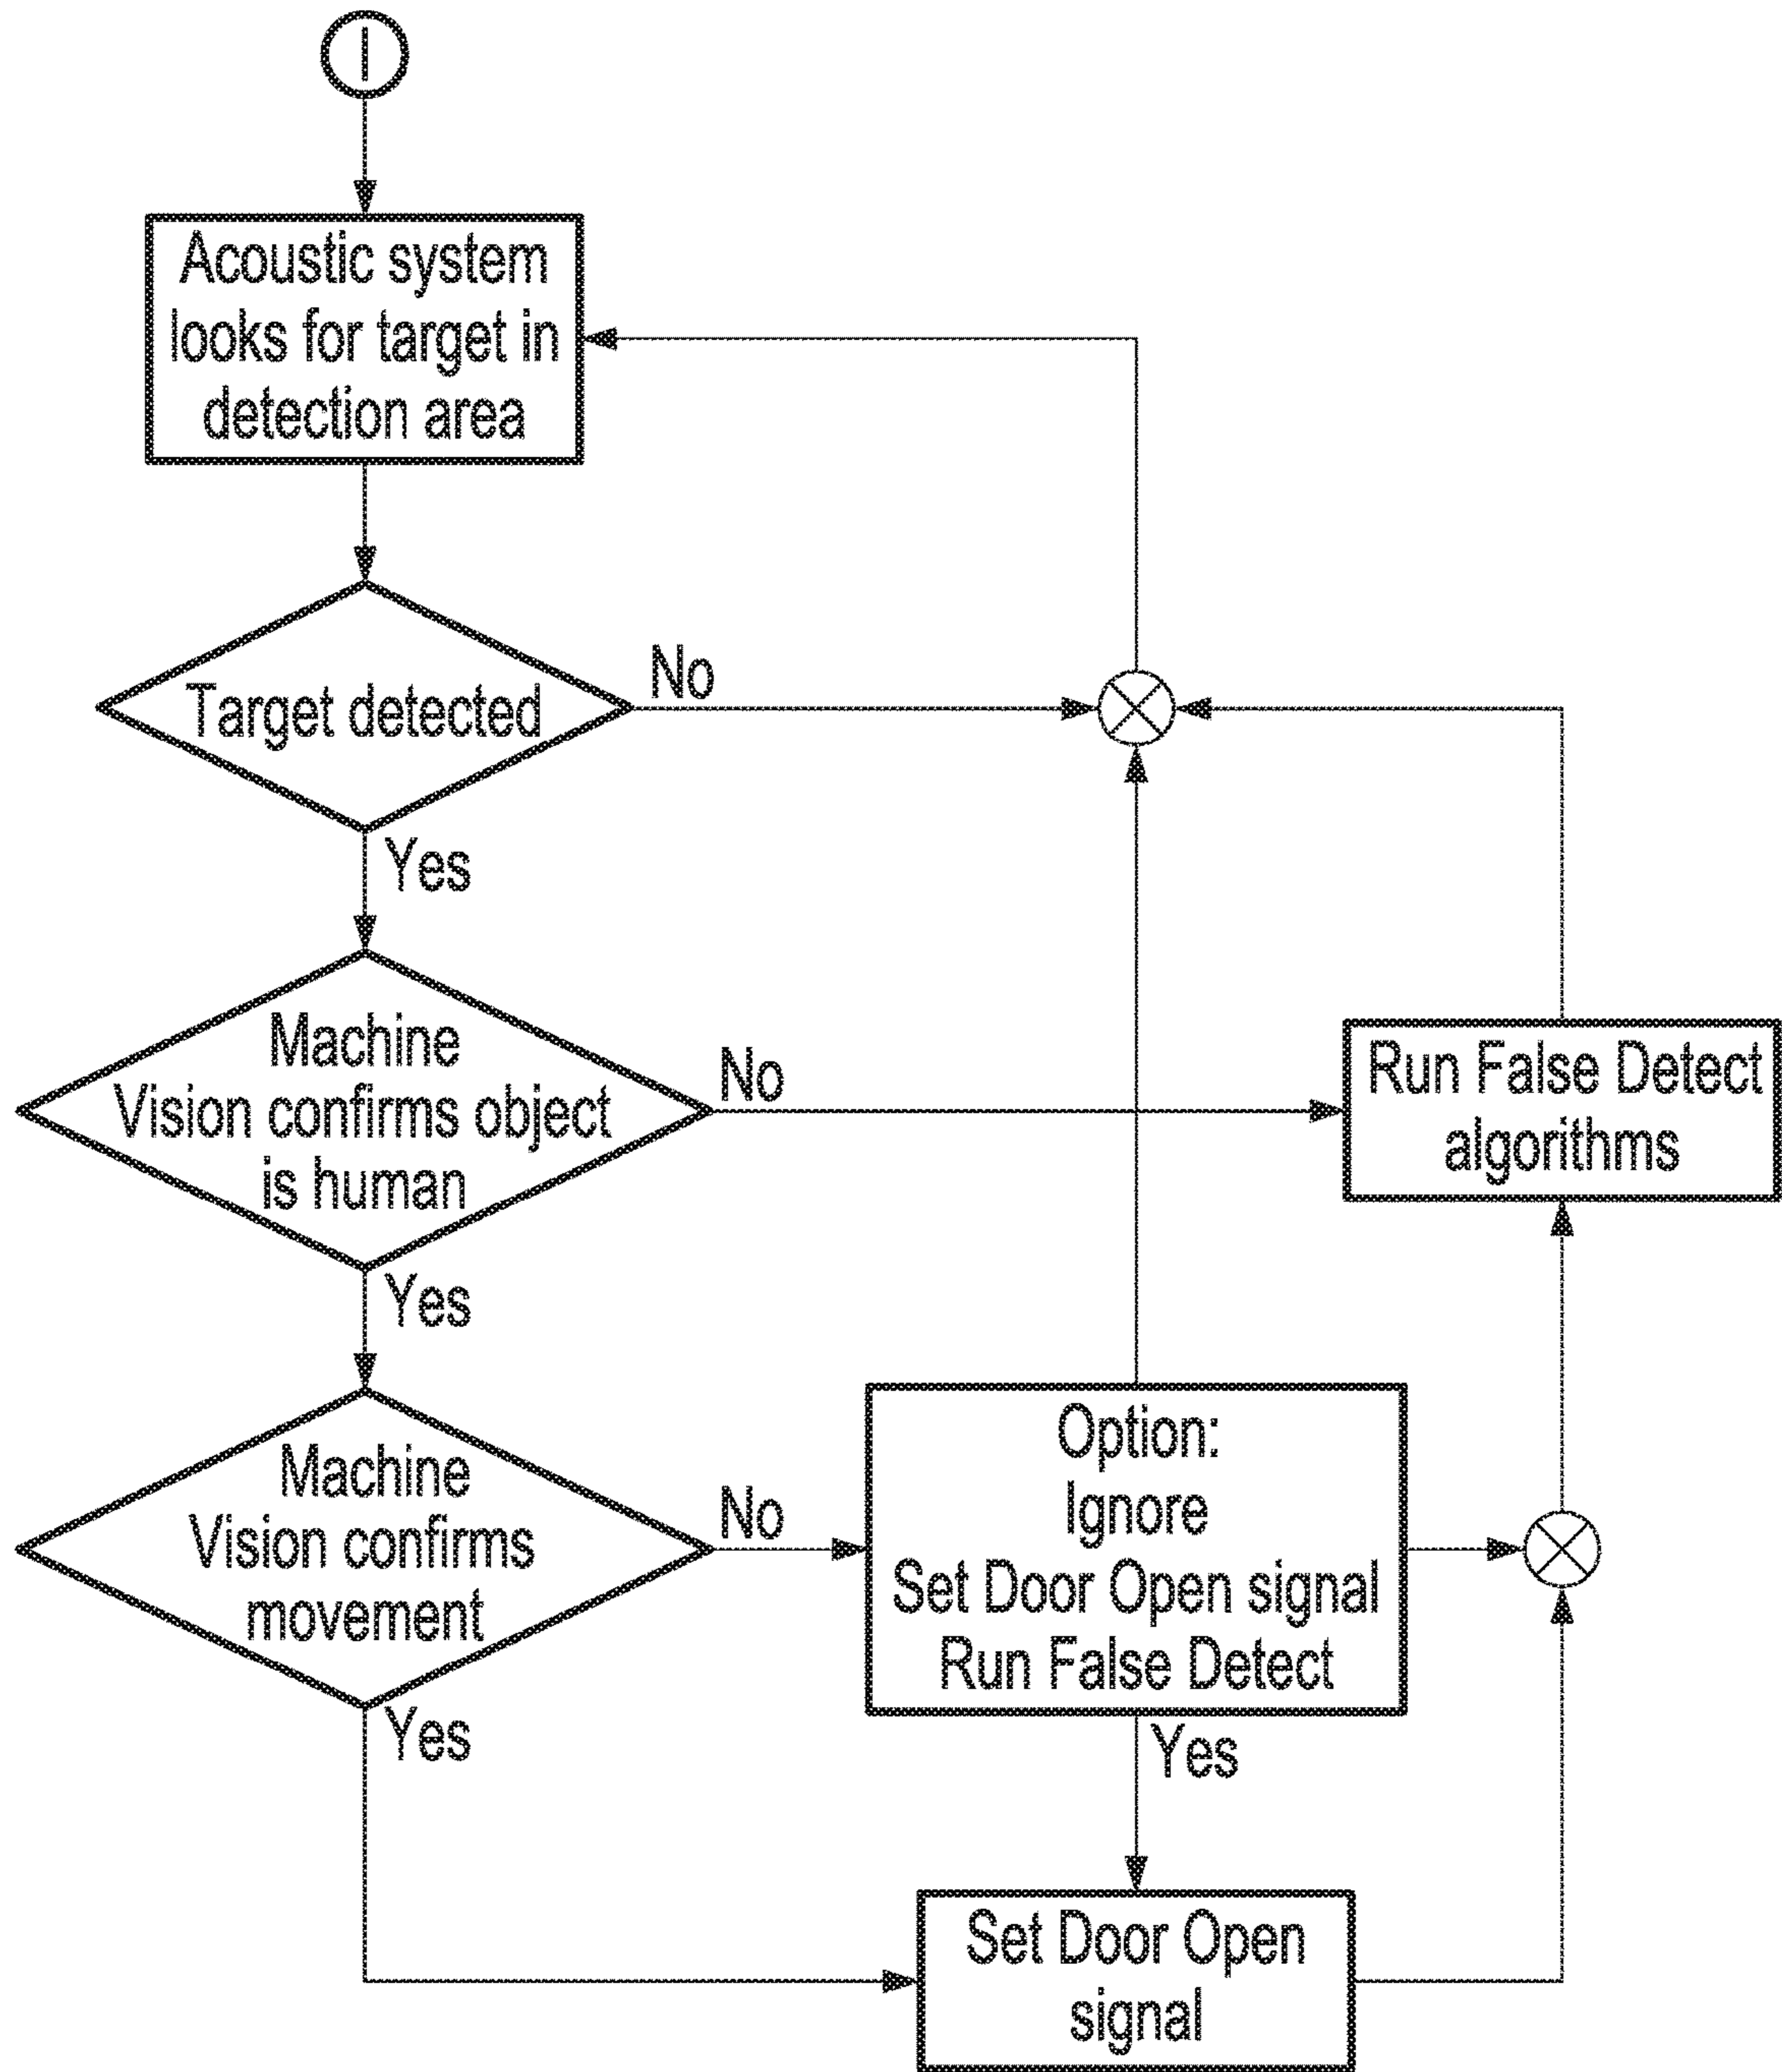 I
Acoustic system
looks for target in
detection area
Target detected
No
Yes
Machine
Vision confirms object
is human
No
Run False Detect
algorithms
Yes
Machine
Vision confirms
movement
No
Option:
Ignore
Set Door Open signal
Run False Detect
Yes
Yes
Set Door Open
signal